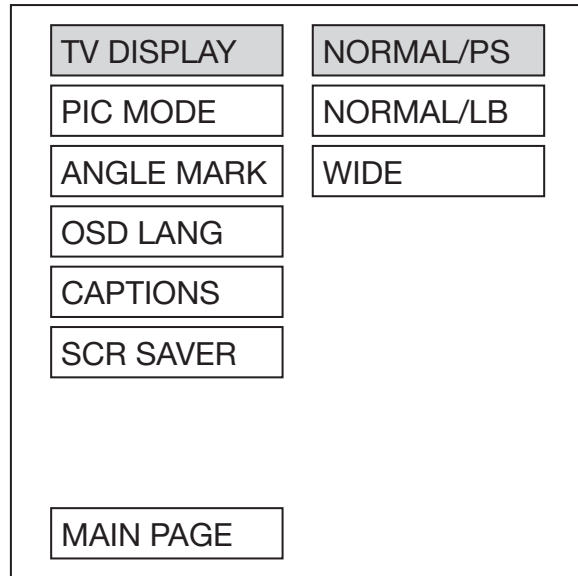 TV DISPLAY NORMAL/PS
PIC MODE NORMAL/LB
ANGLE MARK WIDE
OSD LANG
CAPTIONS
SCR SAVER
MAIN PAGE